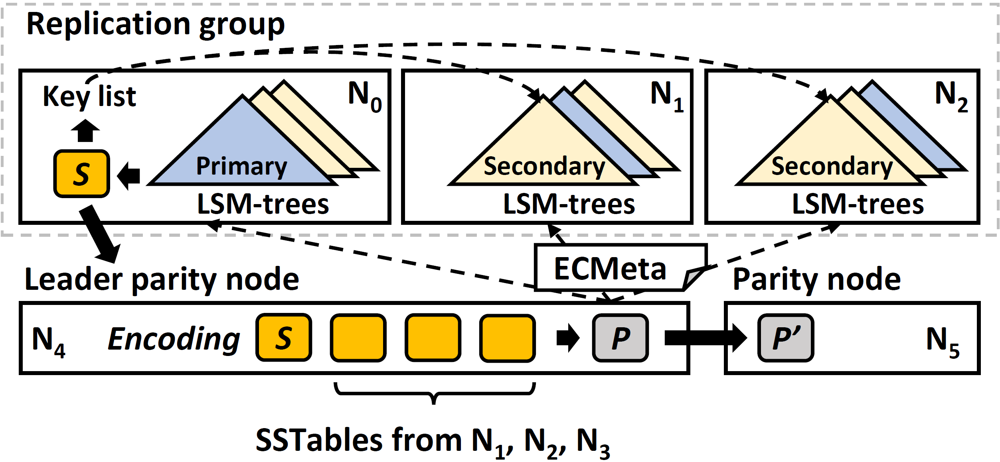 Replication group
Key list
N0
N1
N2
S
Primary
Secondary
Secondary
LSM-trees
LSM-trees
LSM-trees
ECMeta
Leader parity node
Parity node
N4
Encoding
S
P
P’
N5
SSTables from N1, N2, N3